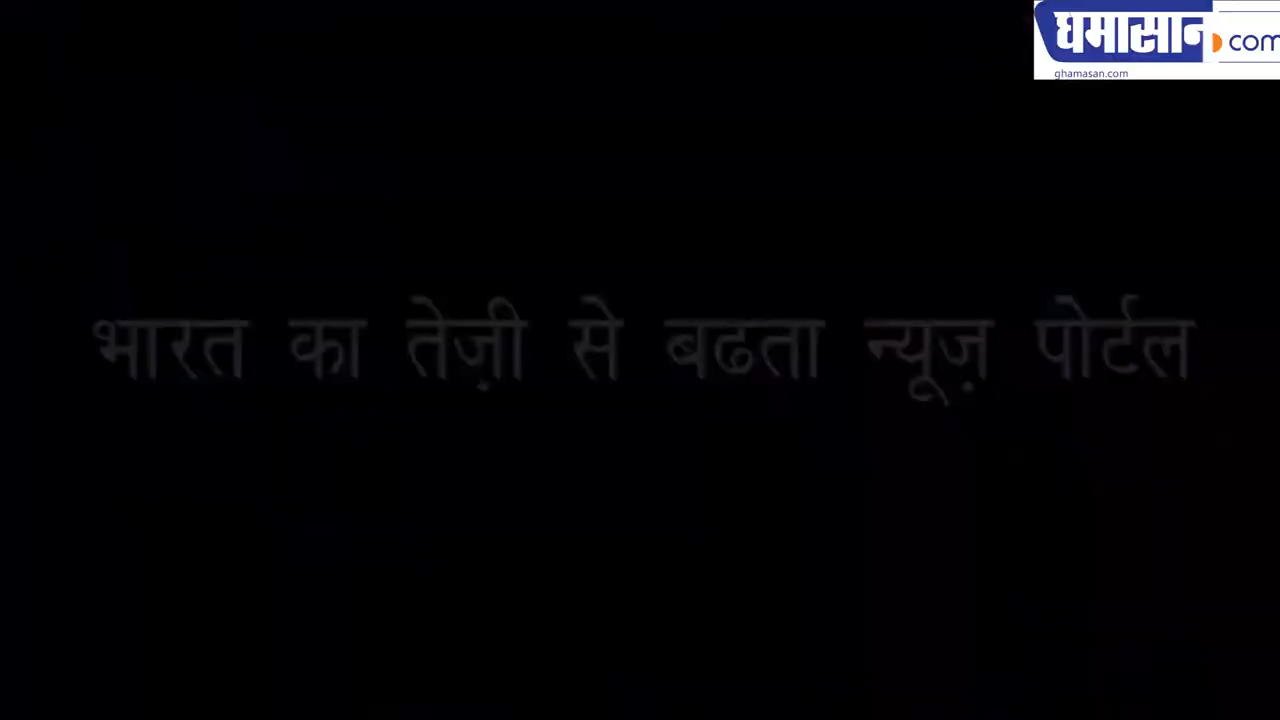 घमासान.com
ghamasan.com
भारत का तेज़ी से बढता न्यूज़ पोर्टल